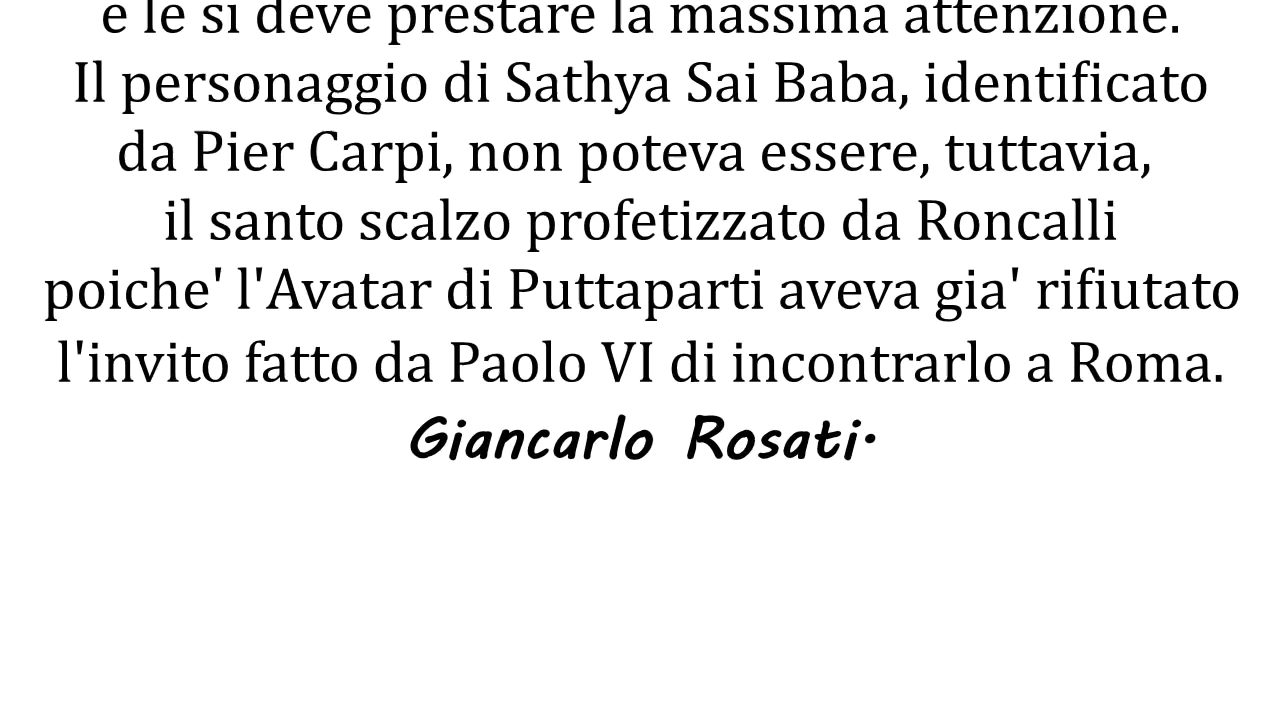 e le si deve prestare la massima attenzione.
Il personaggio di Sathya Sai Baba, identificato
da Pier Carpi, non poteva essere, tuttavia,
il santo scalzo profetizzato da Roncalli
poiche' l'Avatar di Puttaparti aveva gia' rifiutato
l'invito fatto da Paolo VI di incontrarlo a Roma.
Giancarlo Rosati.